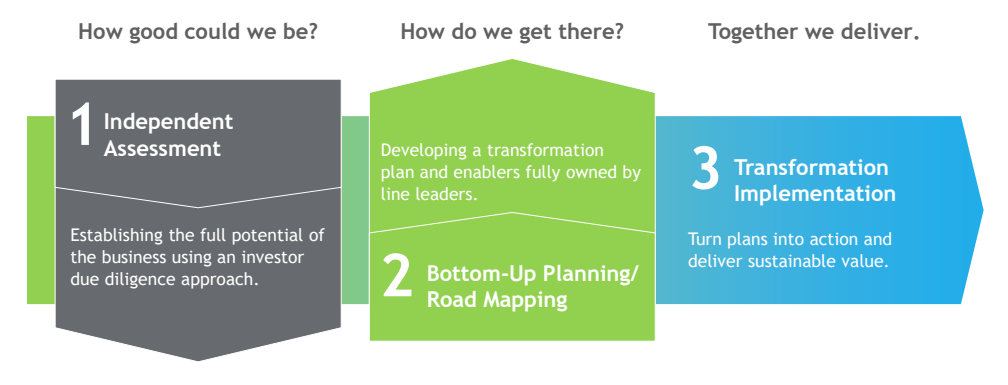 How good could we be?
How do we get there?
Together we deliver.
1
Independent
Assessment
Establishing the full potential of
the business using an investor
due diligence approach.
Developing a transformation
plan and enablers fully owned by
line leaders.
2
Bottom-Up Planning/
Road Mapping
3
Transformation
Implementation
Turn plans into action and
deliver sustainable value.